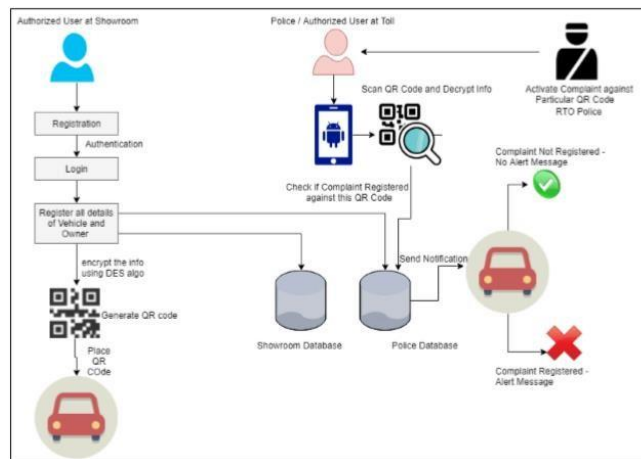 Authorized User at Showroom
Police / Authorized User at Toll
Scan QR Code and Decrypt Info
Activate Complaint against
Particular QR Code
RTO Police
Registration
Authentication
Login
Complaint Not Registered -
No Alert Message
Check if Complaint Registered
against this QR Code
Register all details
of Vehicle and
Owner
Send Notification
encrypt the info
using DES algo
Generate QR code
Showroom Database
Police Database
Place
QR
COde
Complaint Registered -
Alert Message